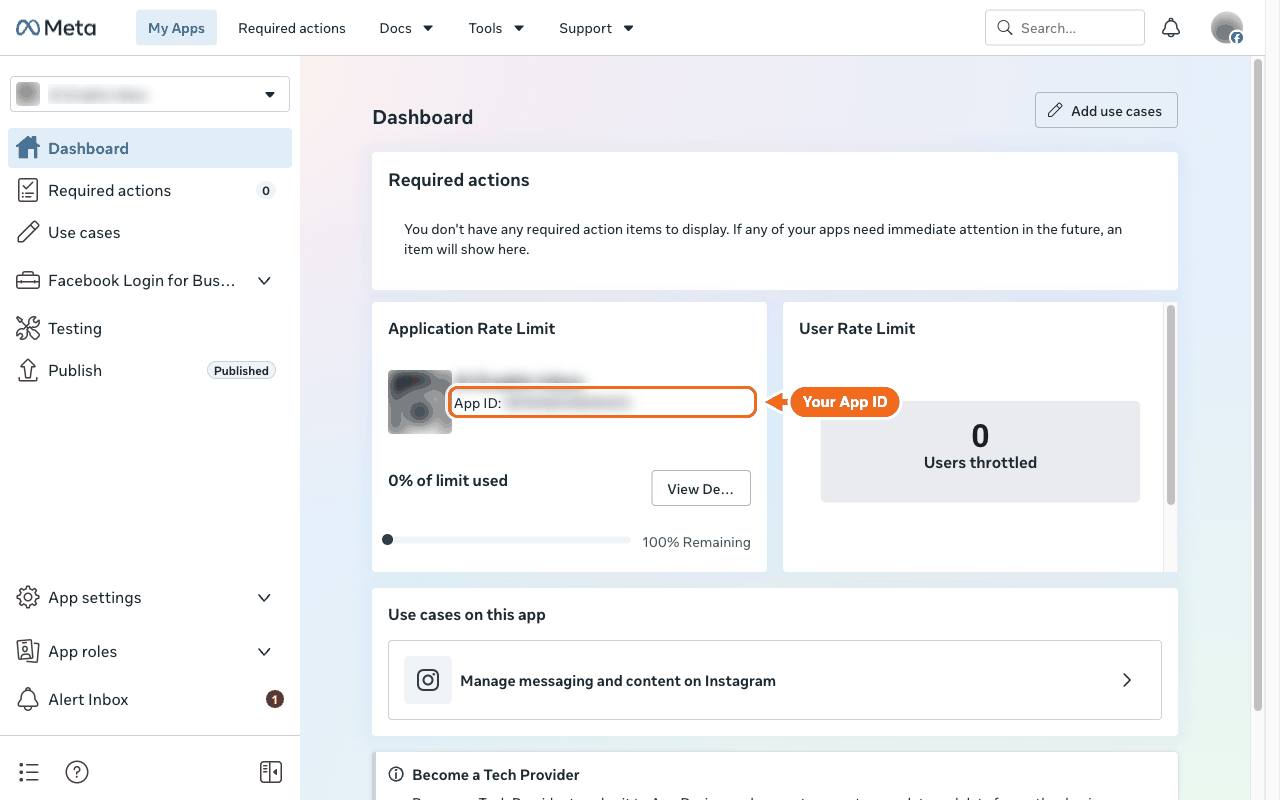 Meta
My Apps
Required actions
Docs
Tools
Support
Search...
Dashboard
Required actions
0
Use cases
Facebook Login for Bus...
Testing
Publish
Published
App settings
App roles
Alert Inbox
1
Dashboard
Add use cases
Required actions
You don't have any required action items to display. If any of your apps need immediate attention in the future, an
item will show here.
Application Rate Limit
App ID:
Your App ID
0% of limit used
View De...
100% Remaining
User Rate Limit
0
Users throttled
Use cases on this app
Manage messaging and content on Instagram
Become a Tech Provider